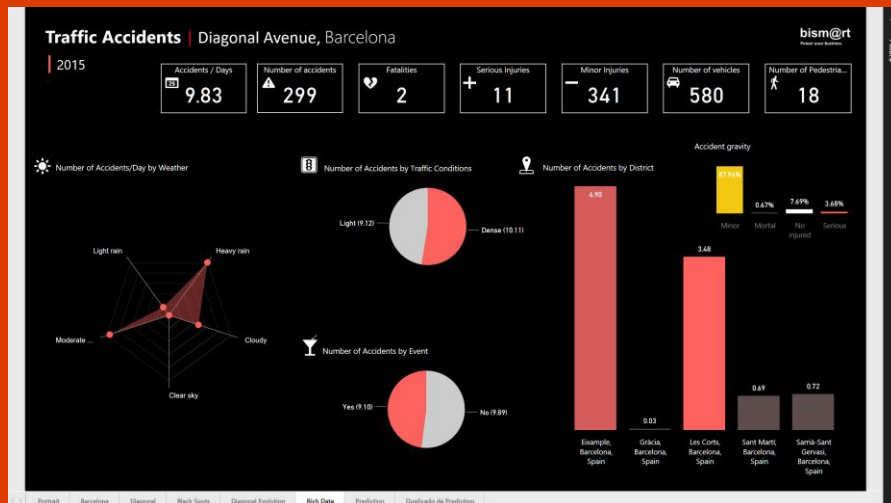 Traffic Accidents | Diagonal Avenue, Barcelona
bism@rt
Power your business
2015
Accidents / Days
25
9.83
Number of accidents
299
Fatalities
2
Serious Injuries
11
Minor Injuries
341
Number of vehicles
580
Number of Pedestria...
18
Number of Accidents/Day by Weather
Light rain
Heavy rain
Moderate ...
Cloudy
Clear sky
Number of Accidents by Traffic Conditions
Light (9.12)
Dense (10.11)
Number of Accidents by Event
Yes (9.10)
No (9.89)
Number of Accidents by District
4.90
0.03
3.48
0.69
0.72
Eixample, Barcelona, Spain
Gràcia, Barcelona, Spain
Les Corts, Barcelona, Spain
Sant Martí, Barcelona, Spain
Sarrià-Sant Gervasi, Barcelona, Spain
Accident gravity
87.96%
0.67%
7.69%
3.68%
Minor
Mortal
No injured
Serious
Portrait
Barcelona
Diagonal
Black Spots
Diagonal Evolution
Rich Data
Prediction
Duplicado de Prediction